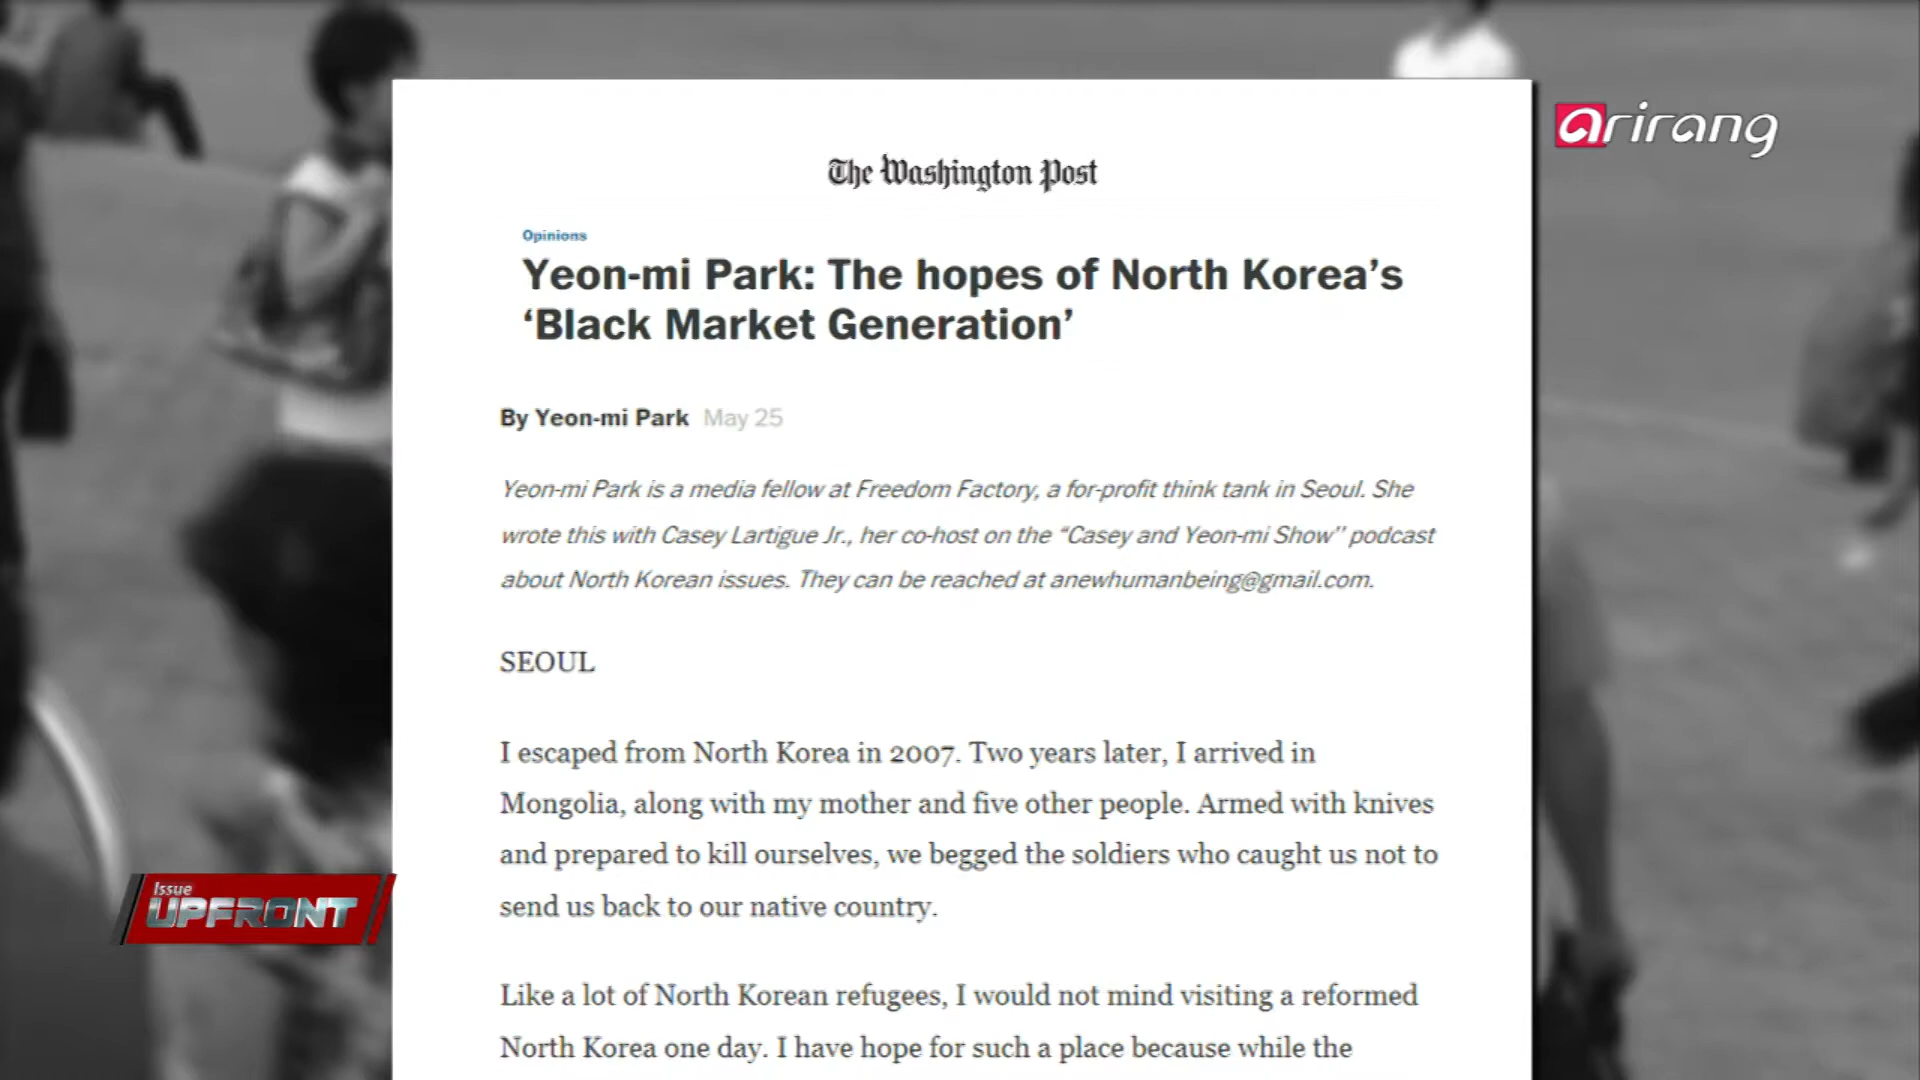 arirang
The Washington Post
Opinions
Yeon-mi Park: The hopes of North Korea's
‘Black Market Generation’
By Yeon-mi Park May 25
Yeon-mi Park is a media fellow at Freedom Factory, a for-profit think tank in Seoul. She
wrote this with Casey Lartigue Jr., her co-host on the “Casey and Yeon-mi Show” podcast
about North Korean issues. They can be reached at anewhumanbeing@gmail.com.
SEOUL
I escaped from North Korea in 2007. Two years later, I arrived in
Mongolia, along with my mother and five other people. Armed with knives
and prepared to kill ourselves, we begged the soldiers who caught us not to
send us back to our native country.
Issue
UPFRONT
Like a lot of North Korean refugees, I would not mind visiting a reformed
North Korea one day. I have hope for such a place because while the